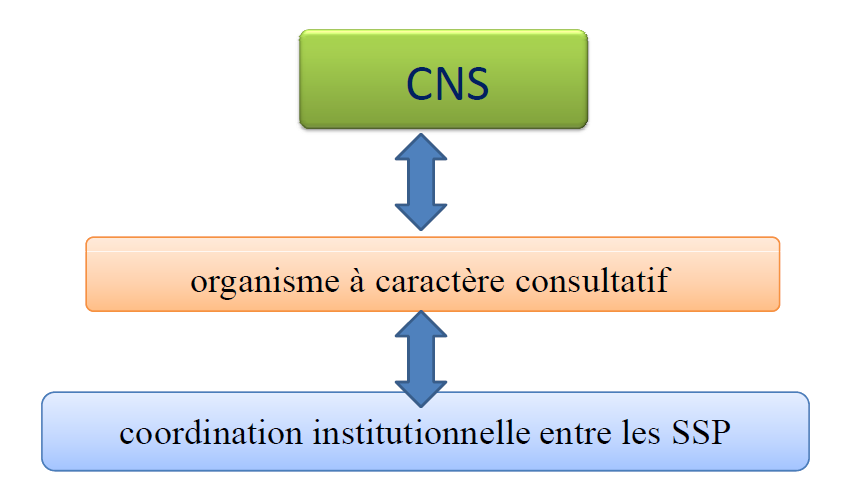 CNS
organisme à caractère consultatif
coordination institutionnelle entre les SSP